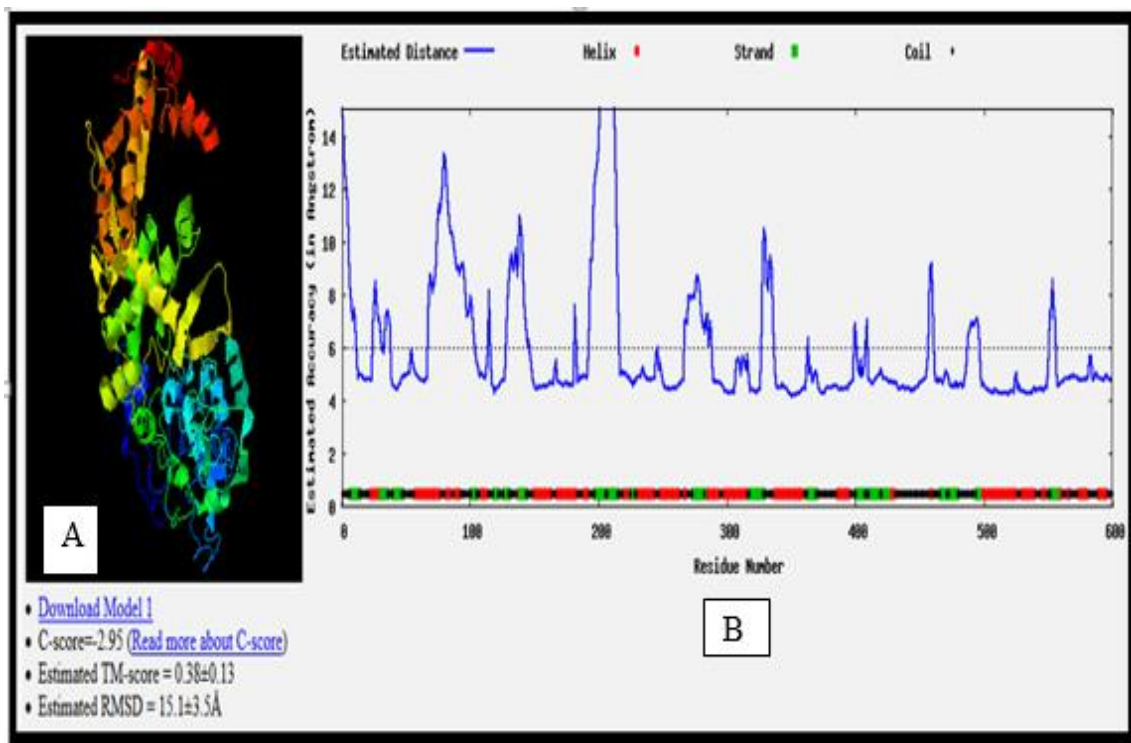 Estimated Distance
Helix
Strand
Coil
Estimated Accuracy (in Angstrom)
14
12
10
8
6
4
2
0
0
100
200
300
400
500
600
Residue Number
A
B
Download Model 1
C-score=-2.95 (Read more about C-score)
Estimated TM-score = 0.38±0.13
Estimated RMSD = 15.1±3.5Å